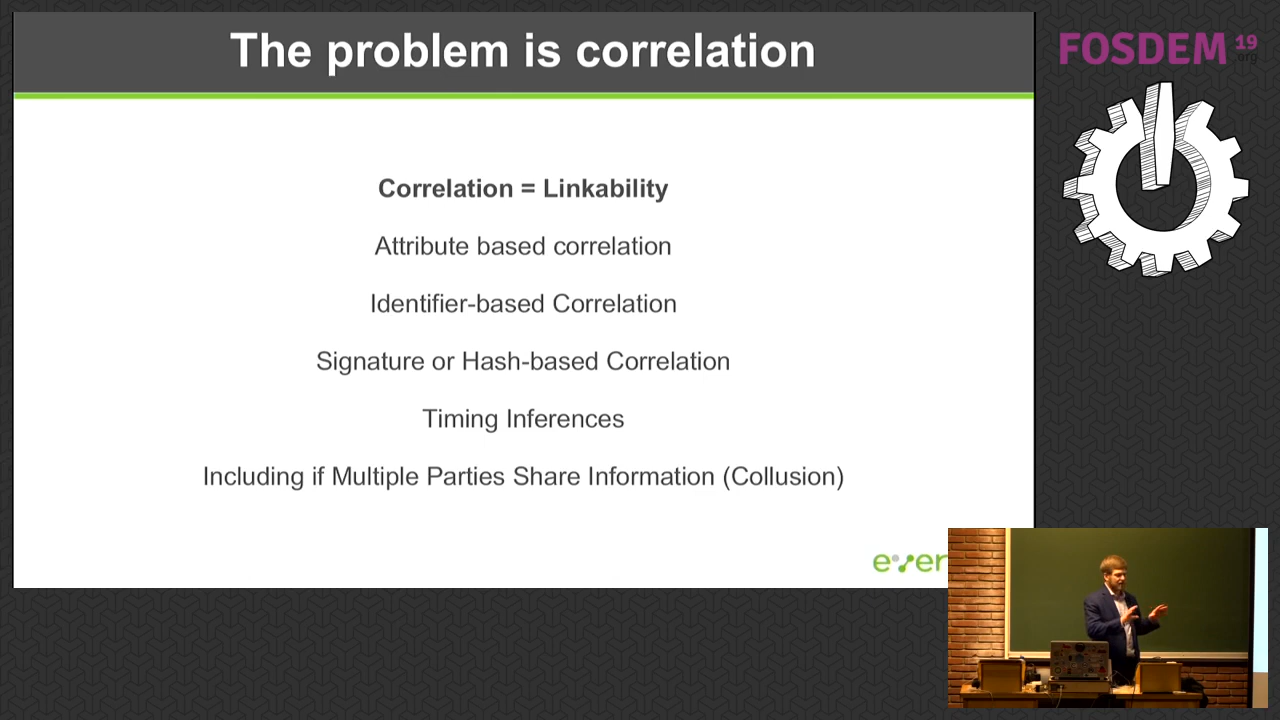 The problem is correlation
FOSDEM 19
.org
Correlation = Linkability
Attribute based correlation
Identifier-based Correlation
Signature or Hash-based Correlation
Timing Inferences
Including if Multiple Parties Share Information (Collusion)